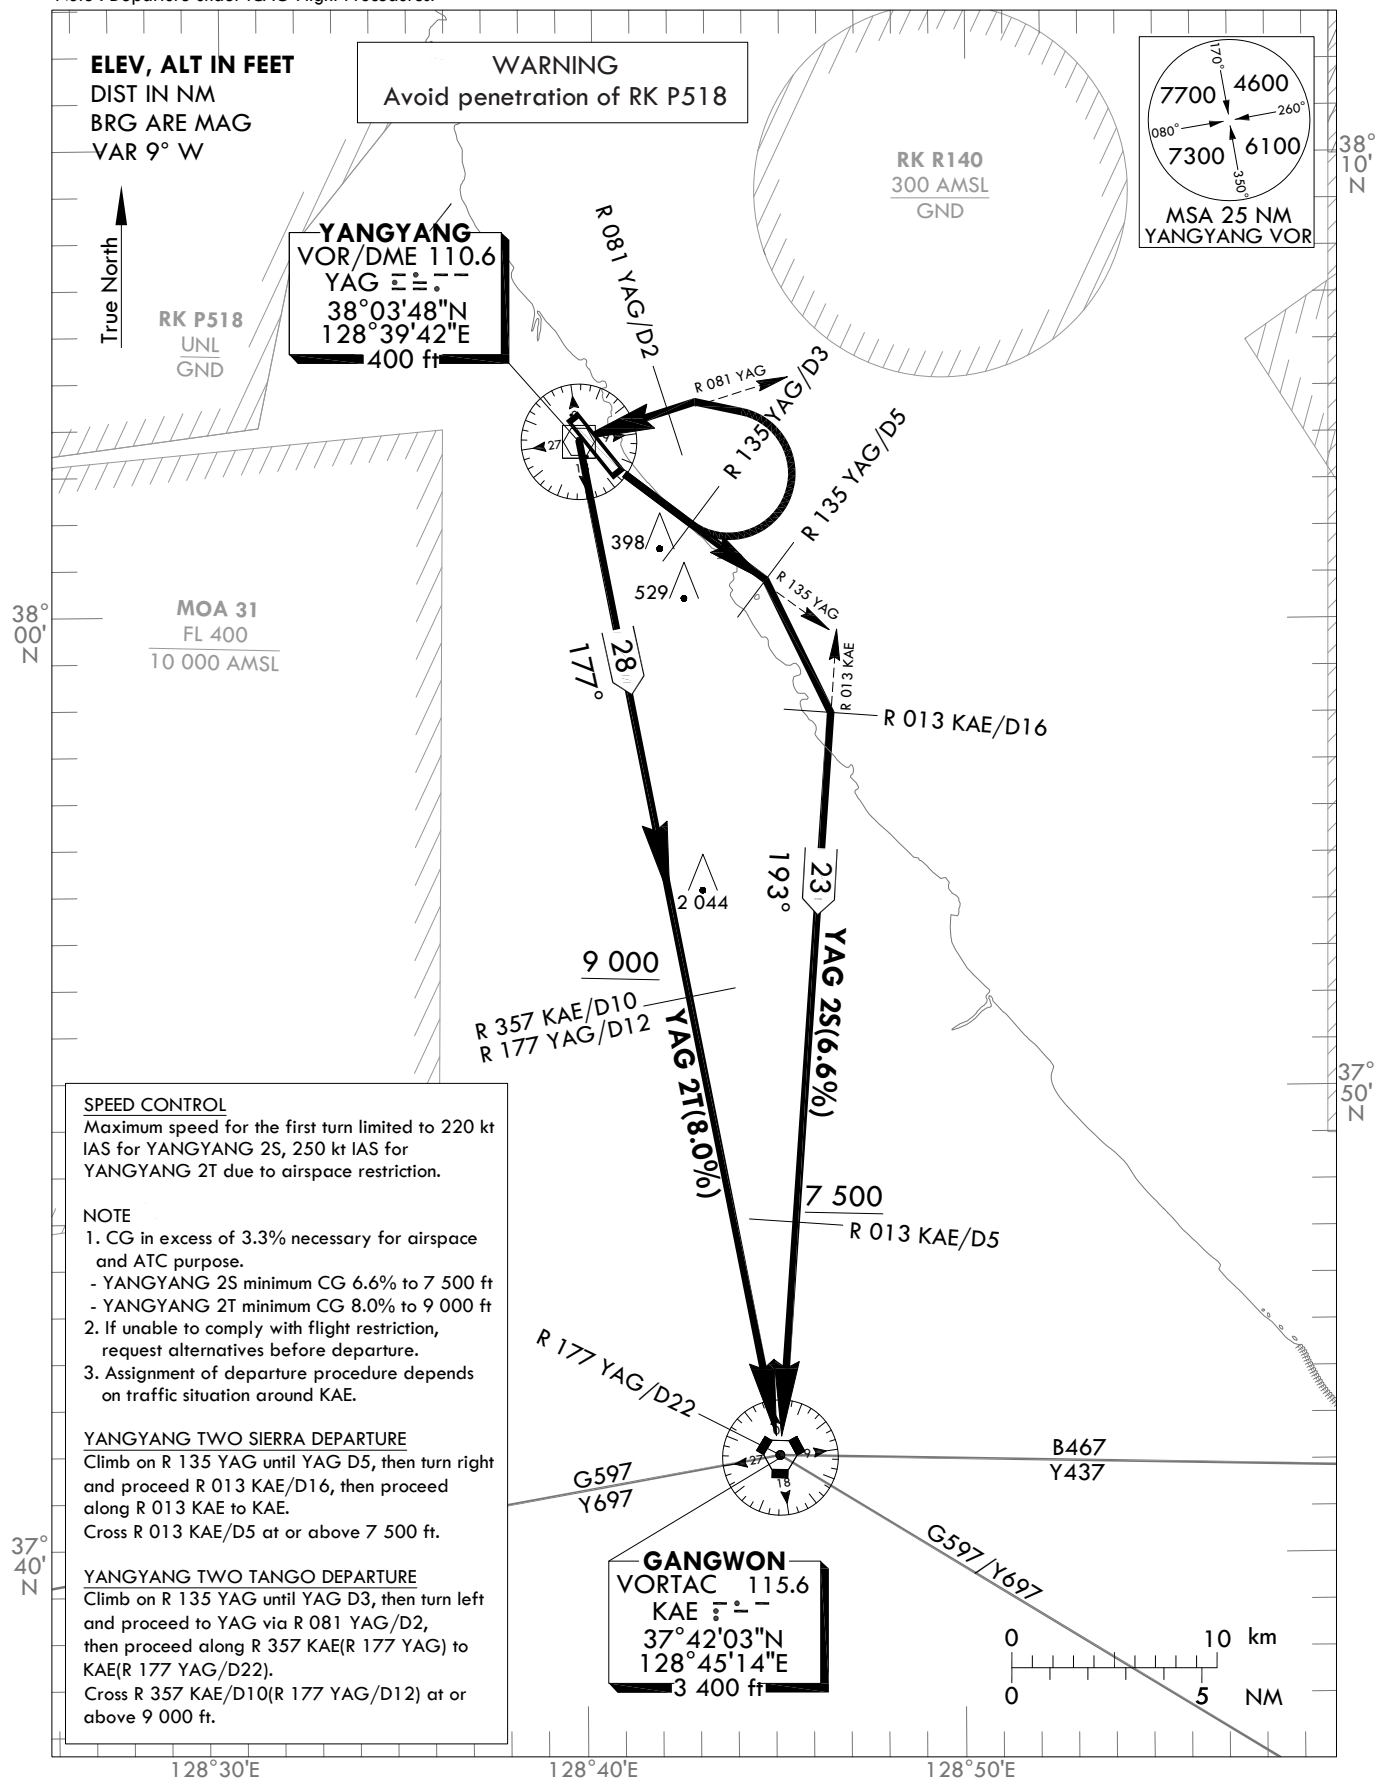 ELEV, ALT IN FEET
DIST IN NM
BRG ARE MAG
VAR 9° W
True North
WARNING
Avoid penetration of RK P518
RK R140
300 AMSL
GND
170°
7700
4600
260°
080°
7300
6100
350°
MSA 25 NM
YANGYANG VOR
38°
10'
N
YANGYANG
VOR/DME 110.6
YAG
38°03'48"N
128°39'42"E
400 ft
RK P518
UNL
GND
R 081 YAG/D2
R 081 YAG
R 135 YAG/D3
R 135 YAG/D5
27
398
529
R 135 YAG
R 013 KAE
38°
00'
N
MOA 31
FL 400
10 000 AMSL
28
177°
R 013 KAE/D16
23
193°
2 044
9 000
R 357 KAE/D10
R 177 YAG/D12
YAG 2T(8.0%)
YAG 2S(6.6%)
37°
50'
N
7 500
R 013 KAE/D5
SPEED CONTROL
Maximum speed for the first turn limited to 220 kt
IAS for YANGYANG 2S, 250 kt IAS for
YANGYANG 2T due to airspace restriction.
NOTE
1. CG in excess of 3.3% necessary for airspace
and ATC purpose.
- YANGYANG 2S minimum CG 6.6% to 7 500 ft
- YANGYANG 2T minimum CG 8.0% to 9 000 ft
2. If unable to comply with flight restriction,
request alternatives before departure.
3. Assignment of departure procedure depends
on traffic situation around KAE.
YANGYANG TWO SIERRA DEPARTURE
Climb on R 135 YAG until YAG D5, then turn right
and proceed R 013 KAE/D16, then proceed
along R 013 KAE to KAE.
Cross R 013 KAE/D5 at or above 7 500 ft.
YANGYANG TWO TANGO DEPARTURE
Climb on R 135 YAG until YAG D3, then turn left
and proceed to YAG via R 081 YAG/D2,
then proceed along R 357 KAE(R 177 YAG) to
KAE(R 177 YAG/D22).
Cross R 357 KAE/D10(R 177 YAG/D12) at or
above 9 000 ft.
R 177 YAG/D22
0
9
18
27
B467
Y437
G597
Y697
G597/Y697
GANGWON
VORTAC 115.6
KAE
37°42'03"N
128°45'14"E
3 400 ft
0 10 km
0 5 NM
37°
40'
N
128°30'E
128°40'E
128°50'E